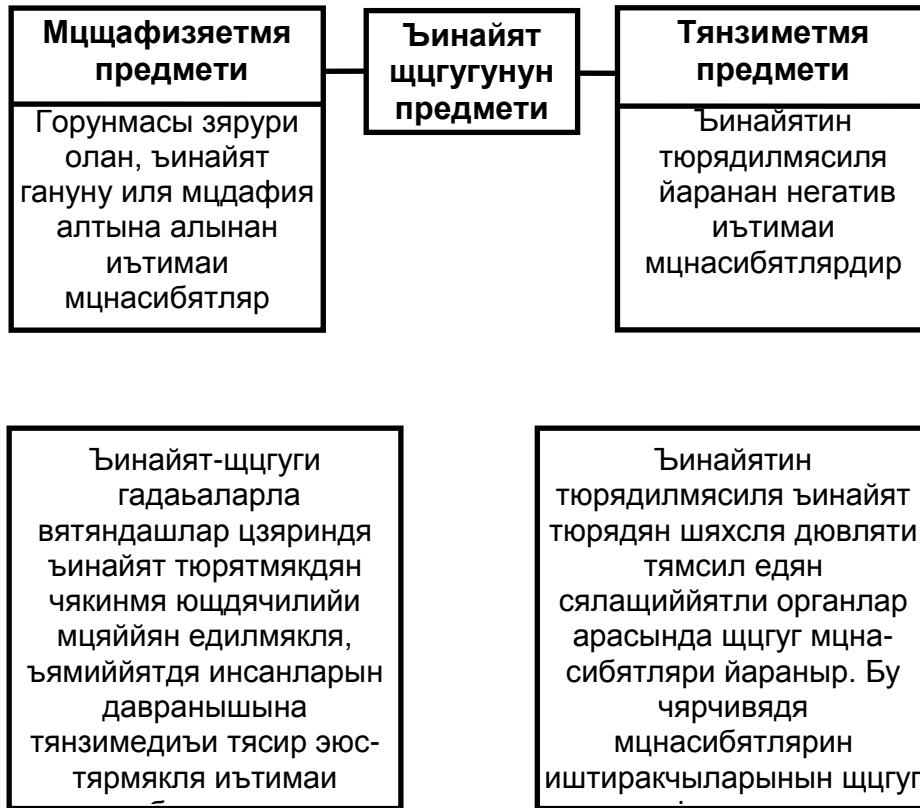 Мцщафизяетмя
предмети
Горунмасы зярури
олан, ъинайят
гануну иля мцдафия
алтына алынан
иътимаи
мцнасибятляр
Ъинайят
щцгугунун
предмети
Тянзиметмя
предмети
Ъинайятин
тюрядилмясиля
йаранан негатив
иътимаи
мцнасибятлярдир
Ъинайят-щцгуги
гадаьаларла
вятяндашлар цзяриндя
ъинайят тюрятмякдян
чякинмя ющдячилийи
мцяййян едилмякля,
ъямиййятдя инсанларын
давранышына
тянзимедиъи тясир эюс-
тярмякля иътимаи
Ъинайятин
тюрядилмясиля ъинайят
тюрядян шяхсля дювляти
тямсил едян
сялащиййятли органлар
арасында щцгуг мцна-
сибятляри йараныр. Бу
чярчивядя
мцнасибятлярин
иштиракчыларынын щцгуг